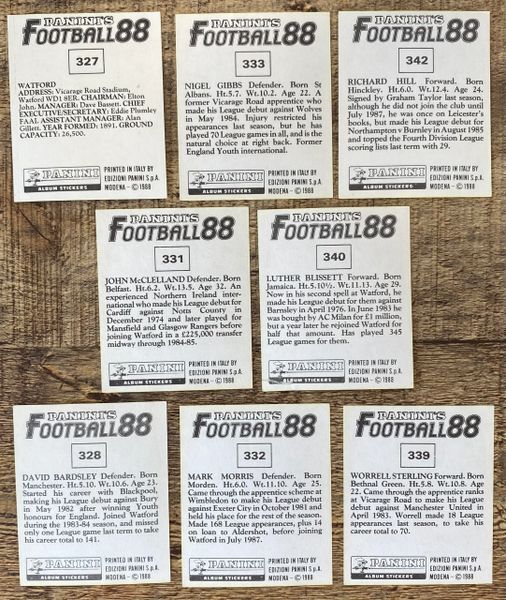 PANINI'S
FOOTBALL 88
327
WATFORD
ADDRESS: Vicarage Road Stadium,
Watford WD1 8ER. CHAIRMAN: Elton
John. MANAGER: Dave Bassett. CHIEF
EXECUTIVE/SECRETARY: Eddie Plumley
FAAI. ASSISTANT MANAGER: Alan
Gillett. YEAR FORMED: 1891. GROUND
CAPACITY: 26,500.
PANINI
ALBUM STICKERS
PRINTED IN ITALY BY
EDIZIONI PANINI S.p.A.
MODENA - © 1988
PANINI'S
FOOTBALL 88
333
NIGEL GIBBS Defender. Born St
Albans. Ht.5.7. Wt.10.2. Age 22. A
former Vicarage Road apprentice who
made his League debut against Wolves
in May 1984. Injury restricted his
appearances last season, but he has
played 70 League games in all, and is the
natural choice at right back. Former
England Youth international.
PANINI
ALBUM STICKERS
PRINTED IN ITALY BY
EDIZIONI PANINI S.p.A.
MODENA - © 1988
PANINI'S
FOOTBALL 88
342
RICHARD HILL Forward. Born
Hinckley. Ht.6.0. Wt.12.4. Age 24.
Signed by Graham Taylor last season,
although he did not join the club until
July 1987, he was once on Leicester's
books, but made his League debut for
Northampton v Burnley in August 1985
and topped the Fourth Division League
scoring lists last term with 29.
PANINI
ALBUM STICKERS
PRINTED IN ITALY BY
EDIZIONI PANINI S.p.A.
MODENA - © 1988
PANINI'S
FOOTBALL 88
331
JOHN McCLELLAND Defender. Born
Belfast. Ht.6.2. Wt.13.5. Age 32. An
experienced Northern Ireland inter-
national who made his League debut for
Cardiff against Notts County in
December 1974 and later played for
Mansfield and Glasgow Rangers before
joining Watford in a £225,000 transfer
midway through 1984-85.
PANINI
ALBUM STICKERS
PRINTED IN ITALY BY
EDIZIONI PANINI S.p.A.
MODENA - © 1988
PANINI'S
FOOTBALL 88
340
LUTHER BLISSETT Forward. Born
Jamaica. Ht.5.10½. Wt.11.13. Age 29.
Now in his second spell at Watford, he
made his League debut for them against
Barnsley in April 1976. In June 1983 he
was bought by AC Milan for £1 million,
but a year later he rejoined Watford for
half that amount. Has played 345
League games for them.
PANINI
ALBUM STICKERS
PRINTED IN ITALY BY
EDIZIONI PANINI S.p.A.
MODENA - © 1988
PANINI'S
FOOTBALL 88
328
DAVID BARDSLEY Defender. Born
Manchester. Ht.5.10. Wt.10.6. Age 23.
Started his career with Blackpool,
making his League debut against Bury
in May 1982 after winning Youth
honours for England. Joined Watford
during the 1983-84 season, and missed
only one League game last term to take
his career total to 141.
PANINI
ALBUM STICKERS
PRINTED IN ITALY BY
EDIZIONI PANINI S.p.A.
MODENA - © 1988
PANINI'S
FOOTBALL 88
332
MARK MORRIS Defender. Born
Morden. Ht.6.0. Wt.11.10. Age 25.
Came through the apprentice scheme at
Wimbledon to make his League debut
against Exeter City in October 1981 and
held his place for the rest of the season.
Made 168 League appearances, plus 14
on loan to Aldershot, before joining
Watford in July 1987.
PANINI
ALBUM STICKERS
PRINTED IN ITALY BY
EDIZIONI PANINI S.p.A.
MODENA - © 1988
PANINI'S
FOOTBALL 88
339
WORRELL STERLING Forward. Born
Bethnal Green. Ht.5.8. Wt.10.8. Age
22. Came through the apprentice ranks
at Vicarage Road to make his League
debut against Manchester United in
April 1983. Worrell made 18 League
appearances last season, to take his
career total to 70.
PANINI
ALBUM STICKERS
PRINTED IN ITALY BY
EDIZIONI PANINI S.p.A.
MODENA - © 1988